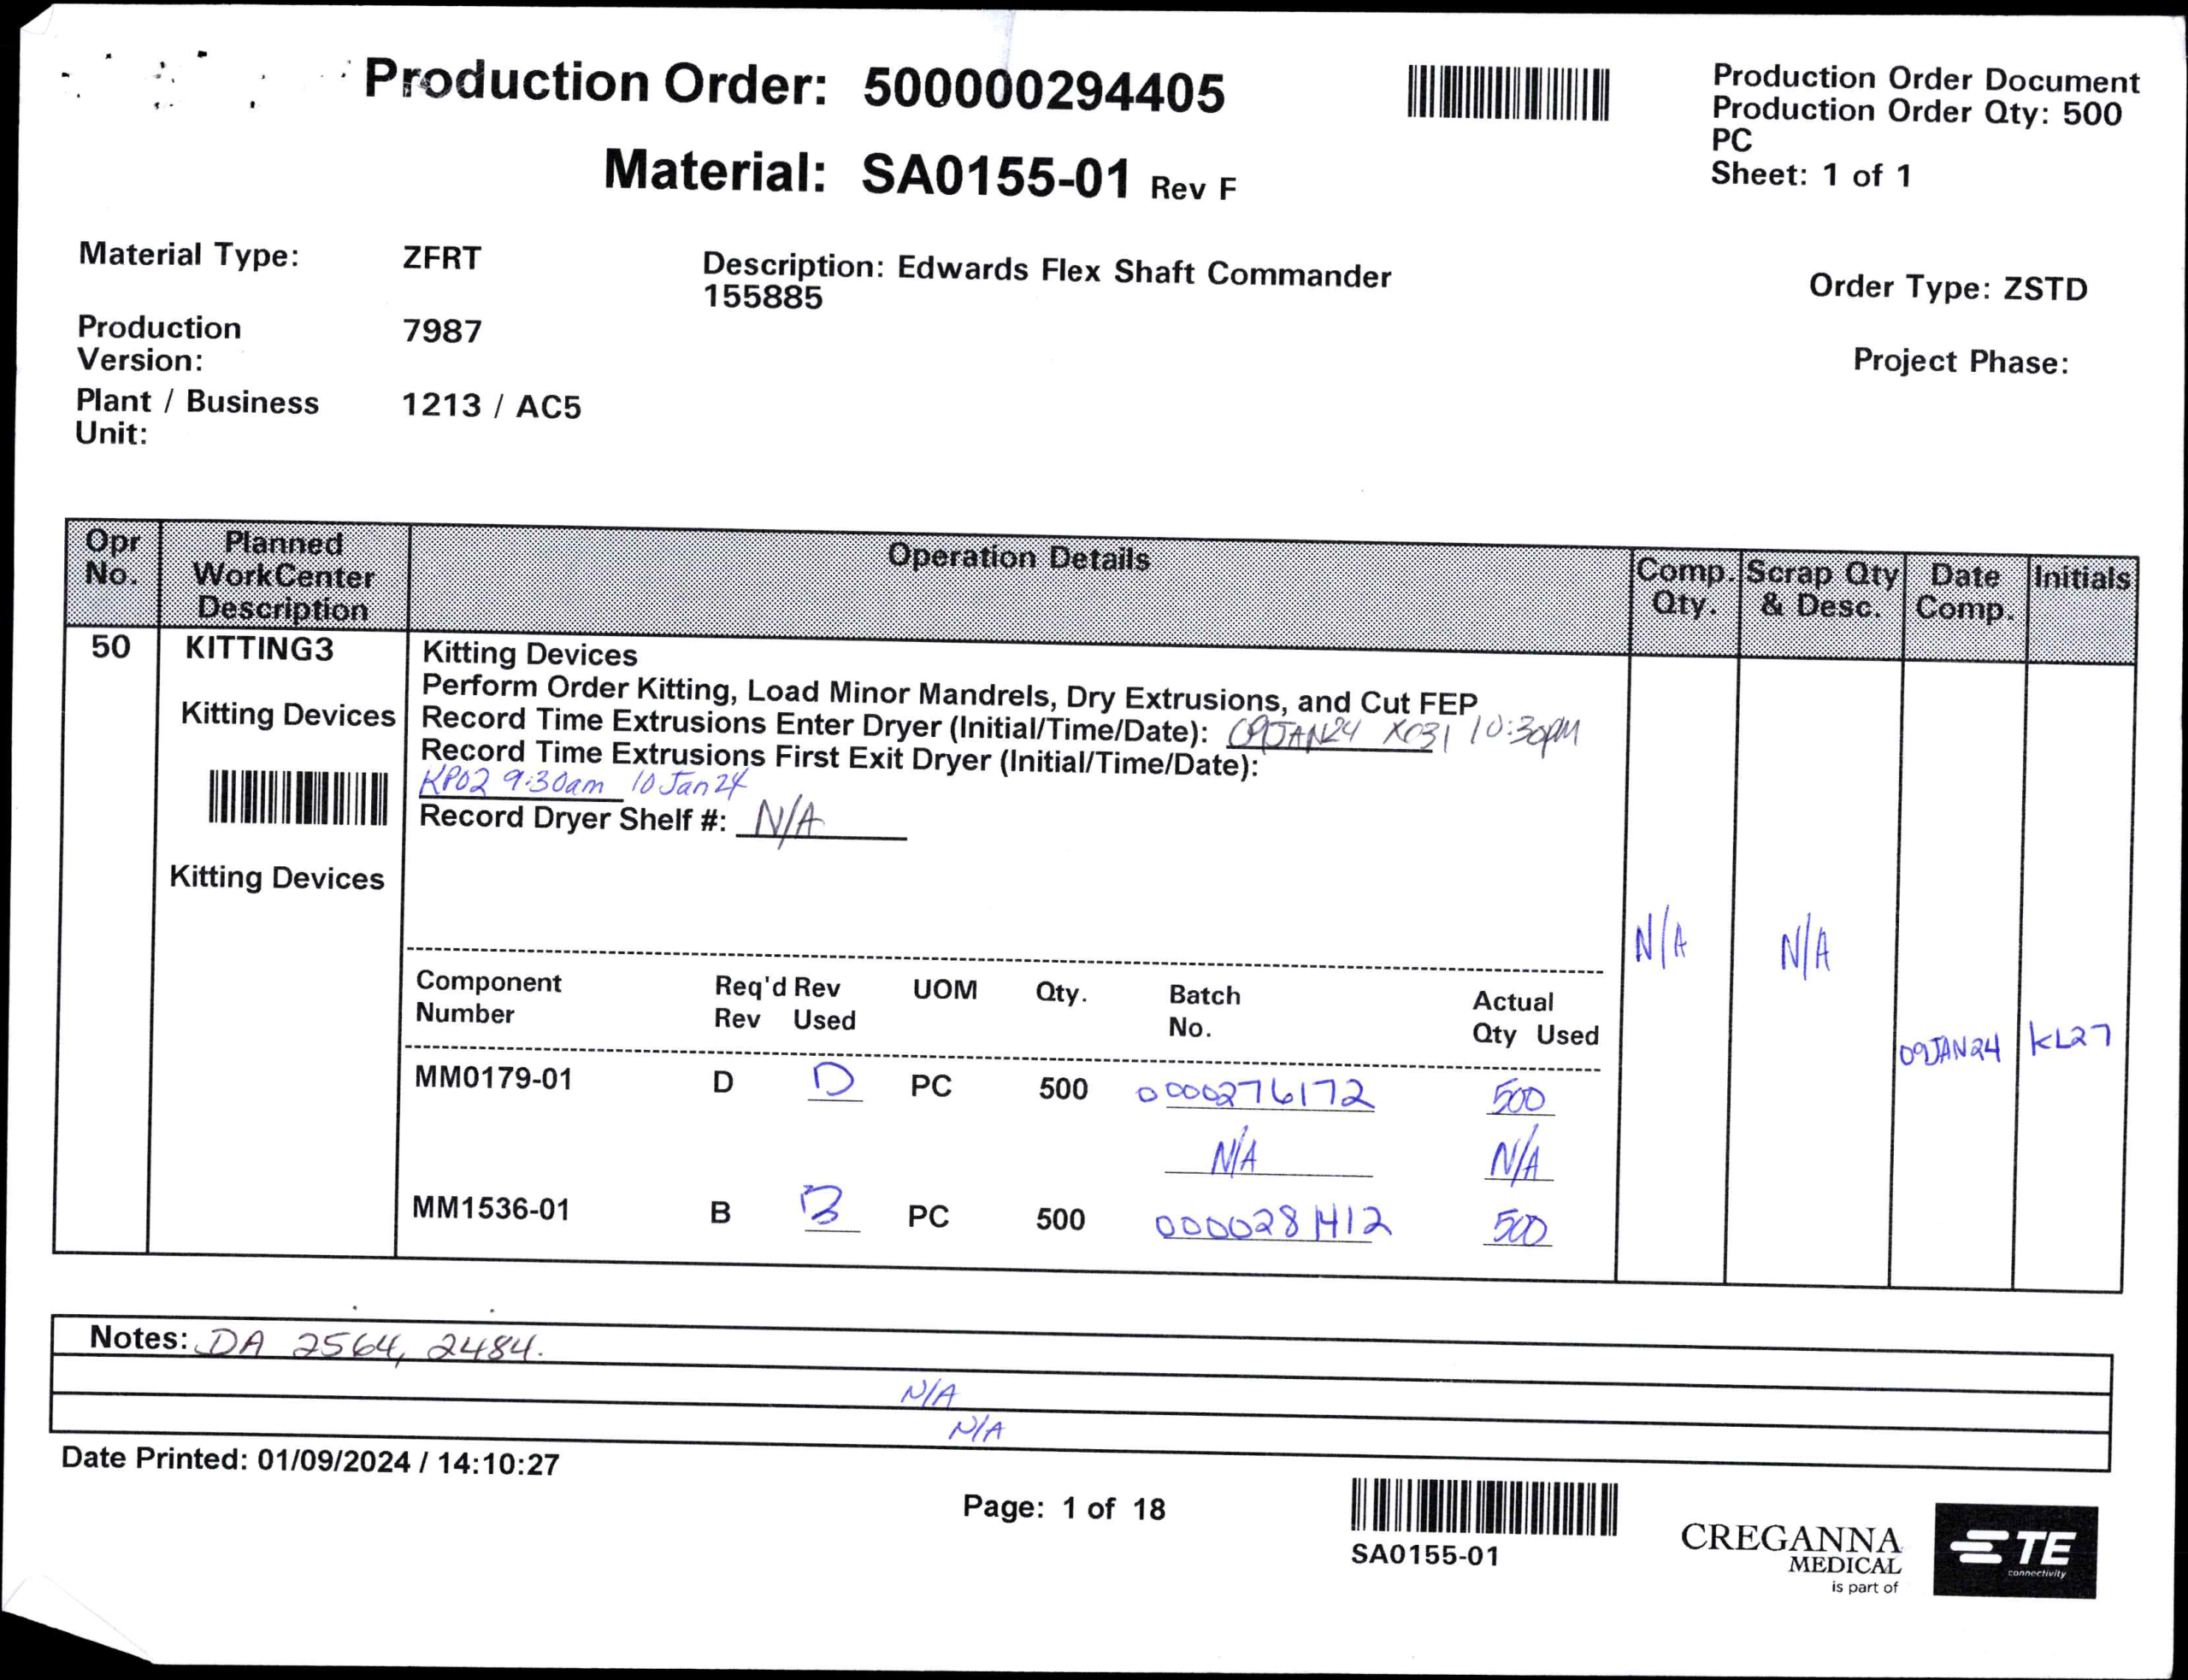 Production Order: 500000294405
Material: SA0155-01 Rev F
Production Order Document
Production Order Qty: 500
PC
Sheet: 1 of 1
Material Type: ZFRT
Description: Edwards Flex Shaft Commander
155885
Order Type: ZSTD
Production
Version: 7987
Project Phase:
Plant / Business
Unit: 1213 / AC5
Opr No. Planned WorkCenter Description Operation Details Comp. Qty. Scrap Qty & Desc. Date Comp. Initials
50 KITTING3 Kitting Devices
Perform Order Kitting, Load Minor Mandrels, Dry Extrusions, and Cut FEP
Kitting Devices Record Time Extrusions Enter Dryer (Initial/Time/Date): 09JAN24 XC31 10:30pM
Record Time Extrusions First Exit Dryer (Initial/Time/Date):
KP02 9:30am 10 Jan 24
Record Dryer Shelf #: N/A
Kitting Devices
N/A N/A
Component Number Req'd Rev Rev Used UOM Qty. Batch No. Actual Qty Used
09JAN24 KL27
MM0179-01 D D PC 500 0000276172 500
N/A N/A
MM1536-01 B B PC 500 0000281412 500
Notes: DA 2564, 2484.
N/A
N/A
Date Printed: 01/09/2024 / 14:10:27
Page: 1 of 18
SA0155-01
CREGANNA
MEDICAL
is part of
TE
connectivity